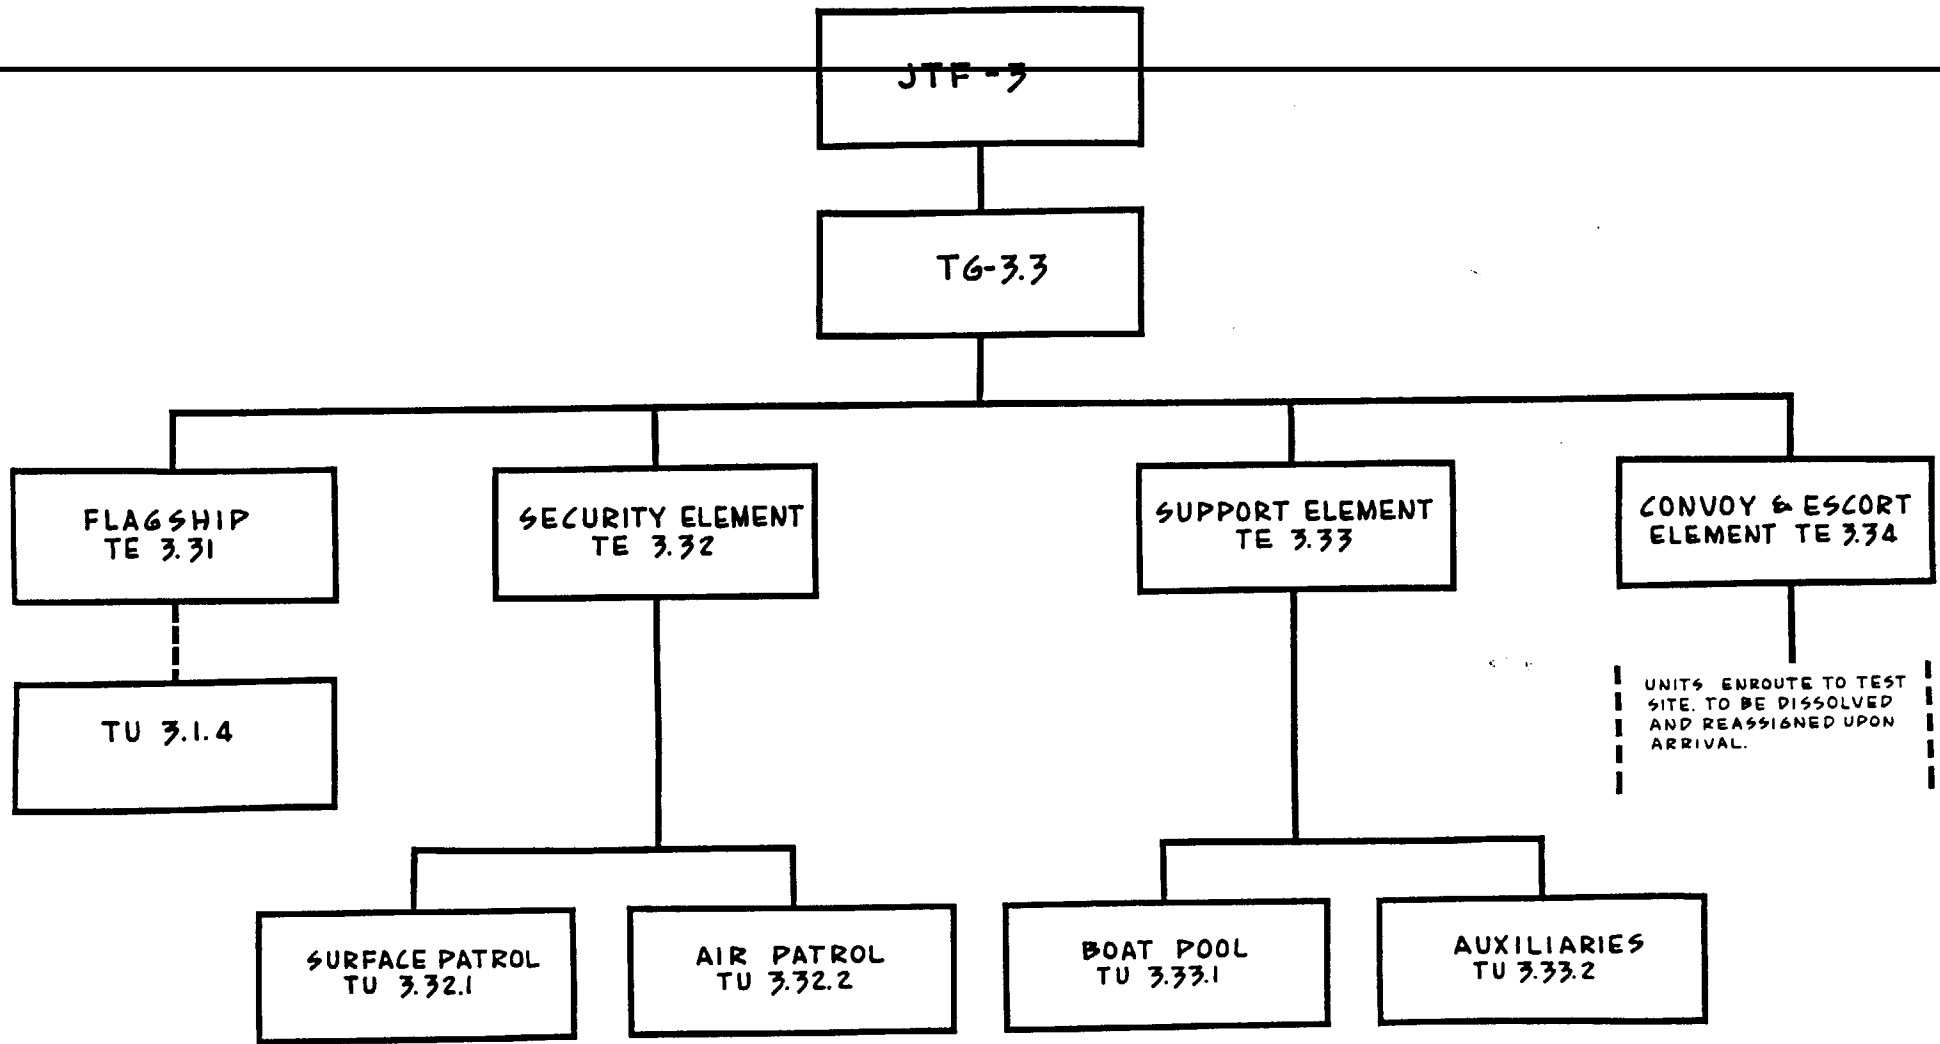 JTF-3
TG-3.3
FLAGSHIP
TE 3.31
SECURITY ELEMENT
TE 3.32
SUPPORT ELEMENT
TE 3.33
CONVOY & ESCORT
ELEMENT TE 3.34
TU 3.1.4
UNITS ENROUTE TO TEST
SITE. TO BE DISSOLVED
AND REASSIGNED UPON
ARRIVAL.
SURFACE PATROL
TU 3.32.1
AIR PATROL
TU 3.32.2
BOAT POOL
TU 3.33.1
AUXILIARIES
TU 3.33.2